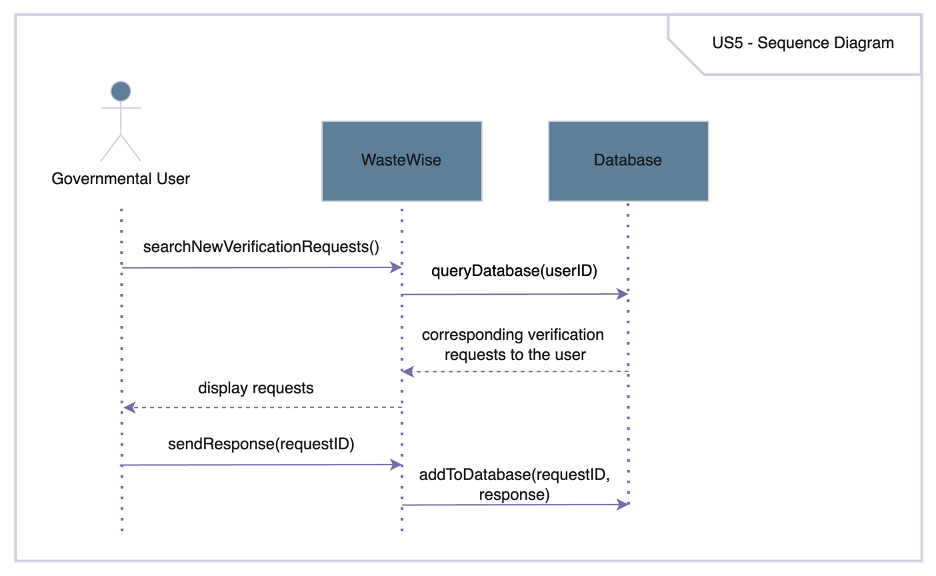 US5 - Sequence Diagram
Governmental User
WasteWise
Database
searchNewVerificationRequests()
queryDatabase(userID)
corresponding verification
requests to the user
display requests
sendResponse(requestID)
addToDatabase(requestID,
response)